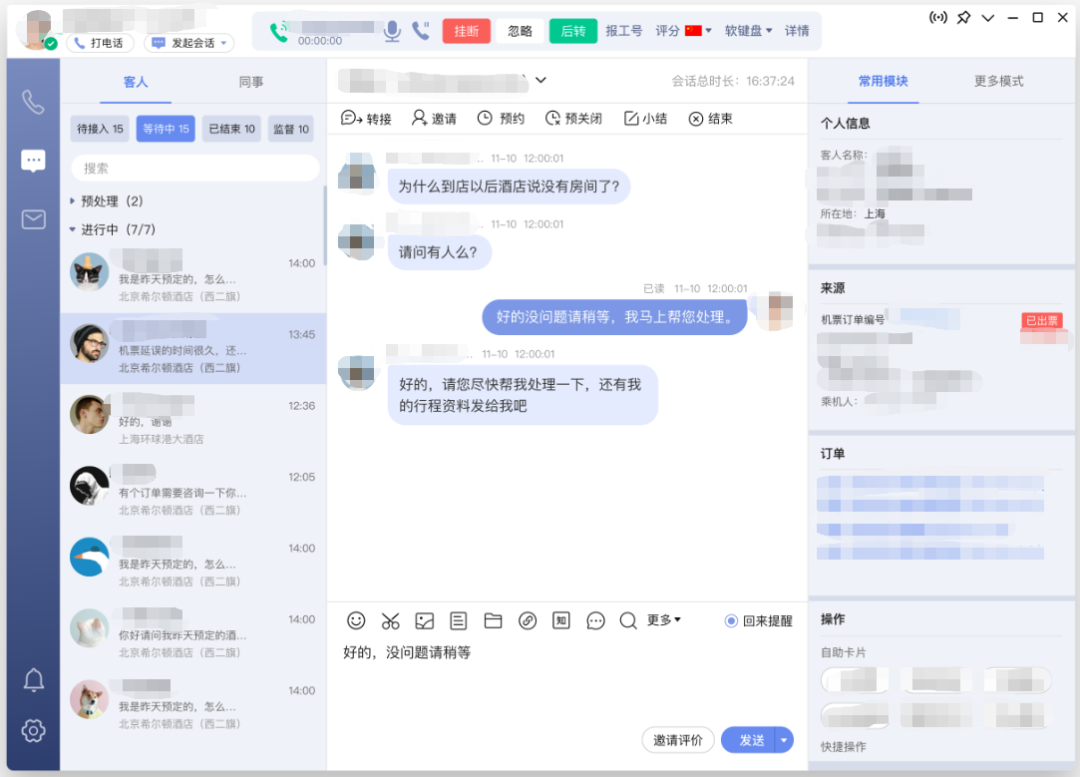 打电话
发起会话
00:00:00
挂断
忽略
后转
报工号
评分
软键盘
详情
客人
同事
待接入 15
等待中 15
已结束 10
监督 10
搜索
预处理（2）
进行中（7/7）
14:00
我是昨天预定的，怎么...
北京希尔顿酒店（西二旗）
13:45
机票延误的时间很久，还...
北京希尔顿酒店（西二旗）
12:36
好的，谢谢
上海环球港大酒店
12:05
有个订单需要咨询一下你...
北京希尔顿酒店（西二旗）
14:00
我是昨天预定的，怎么...
北京希尔顿酒店（西二旗）
14:00
你好请问我昨天预定的酒...
北京希尔顿酒店（西二旗）
14:00
我是昨天预定的，怎么...
北京希尔顿酒店（西二旗）
会话总时长：16:37:24
转接
邀请
预约
预关闭
小结
结束
11-10 12:00:01
为什么到店以后酒店说没有房间了?
11-10 12:00:01
请问有人么?
已读 11-10 12:00:01
好的没问题请稍等，我马上帮您处理。
11-10 12:00:01
好的，请您尽快帮我处理一下，还有我
的行程资料发给我吧
知
更多
回来提醒
好的，没问题请稍等
邀请评价
发送
常用模块
更多模式
个人信息
客人名称：
所在地：上海
来源
机票订单编号
已出票
乘机人：
订单
操作
自助卡片
快捷操作